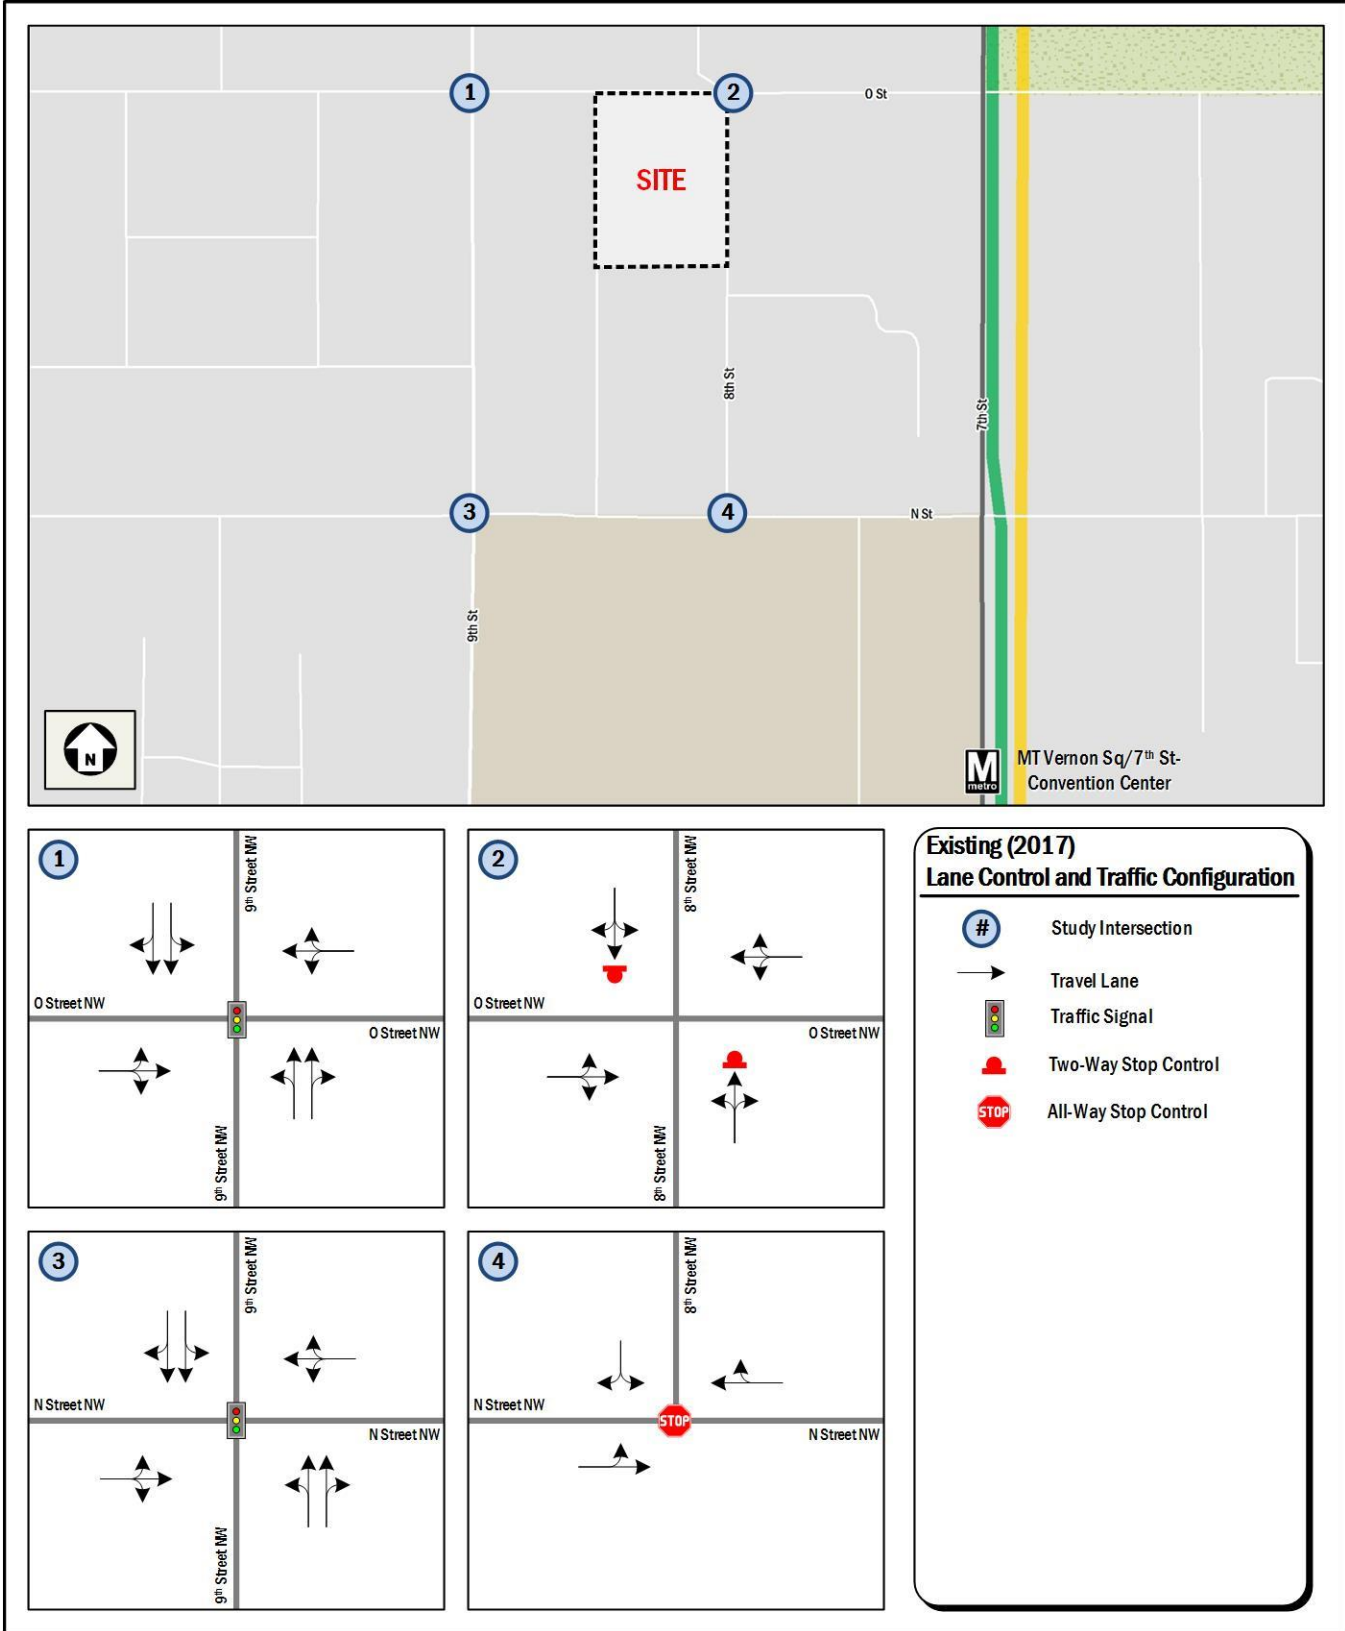 1
2
O St
SITE
8th St
7th St
3
4
N St
9th St
N
M
metro
MT Vernon Sq/7th St-
Convention Center
1
9th Street NW
O Street NW
O Street NW
9th Street NW
2
8th Street NW
O Street NW
O Street NW
8th Street NW
Existing (2017)
Lane Control and Traffic Configuration
# Study Intersection
Travel Lane
Traffic Signal
Two-Way Stop Control
STOP All-Way Stop Control
3
9th Street NW
N Street NW
N Street NW
9th Street NW
4
8th Street NW
N Street NW
STOP
N Street NW